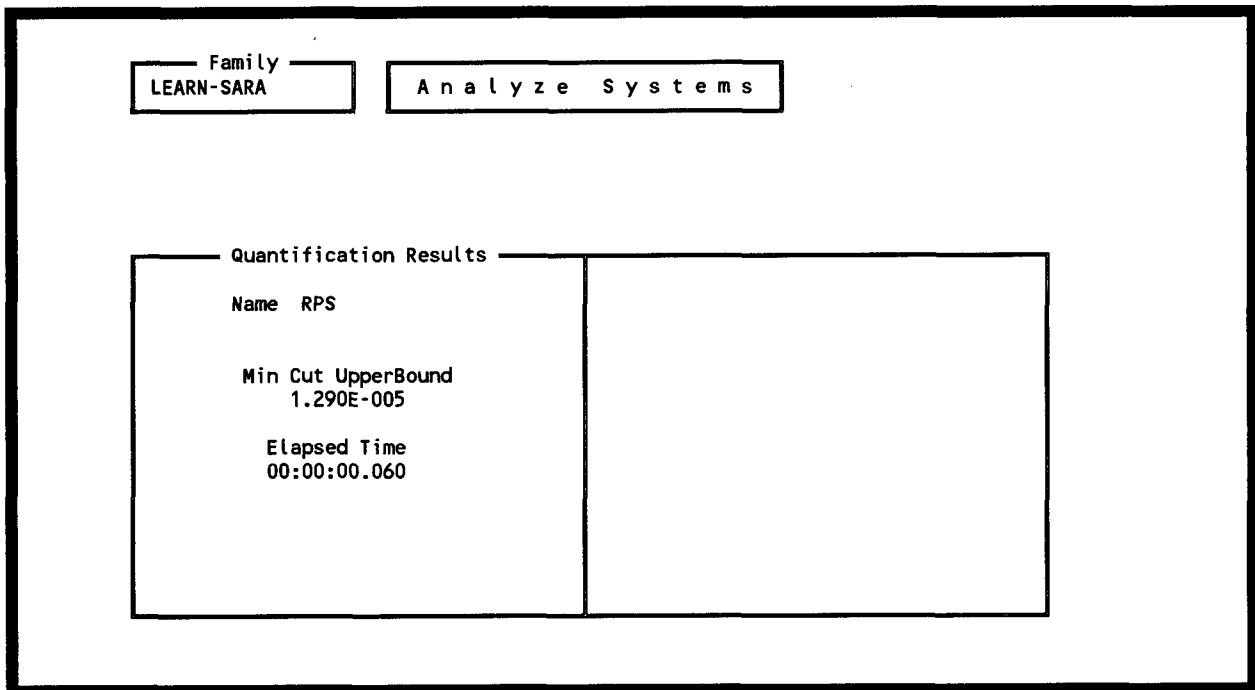 Family
LEARN-SARA
Analyze Systems
Quantification Results
Name RPS
Min Cut UpperBound
1.290E-005
Elapsed Time
00:00:00.060